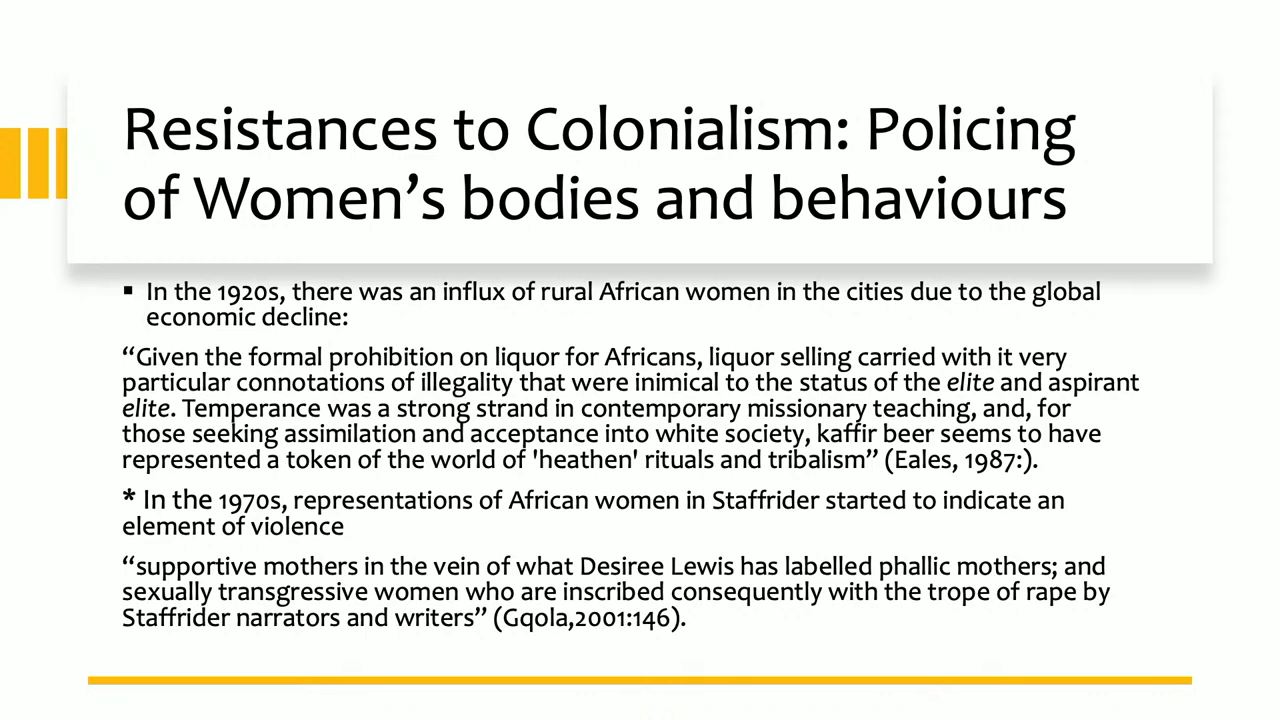 Resistances to Colonialism: Policing
of Women’s bodies and behaviours
▪ In the 1920s, there was an influx of rural African women in the cities due to the global
economic decline:
“Given the formal prohibition on liquor for Africans, liquor selling carried with it very
particular connotations of illegality that were inimical to the status of the elite and aspirant
elite. Temperance was a strong strand in contemporary missionary teaching, and, for
those seeking assimilation and acceptance into white society, kaffir beer seems to have
represented a token of the world of 'heathen' rituals and tribalism” (Eales, 1987:).
* In the 1970s, representations of African women in Staffrider started to indicate an
element of violence
“supportive mothers in the vein of what Desiree Lewis has labelled phallic mothers; and
sexually transgressive women who are inscribed consequently with the trope of rape by
Staffrider narrators and writers” (Gqola,2001:146).